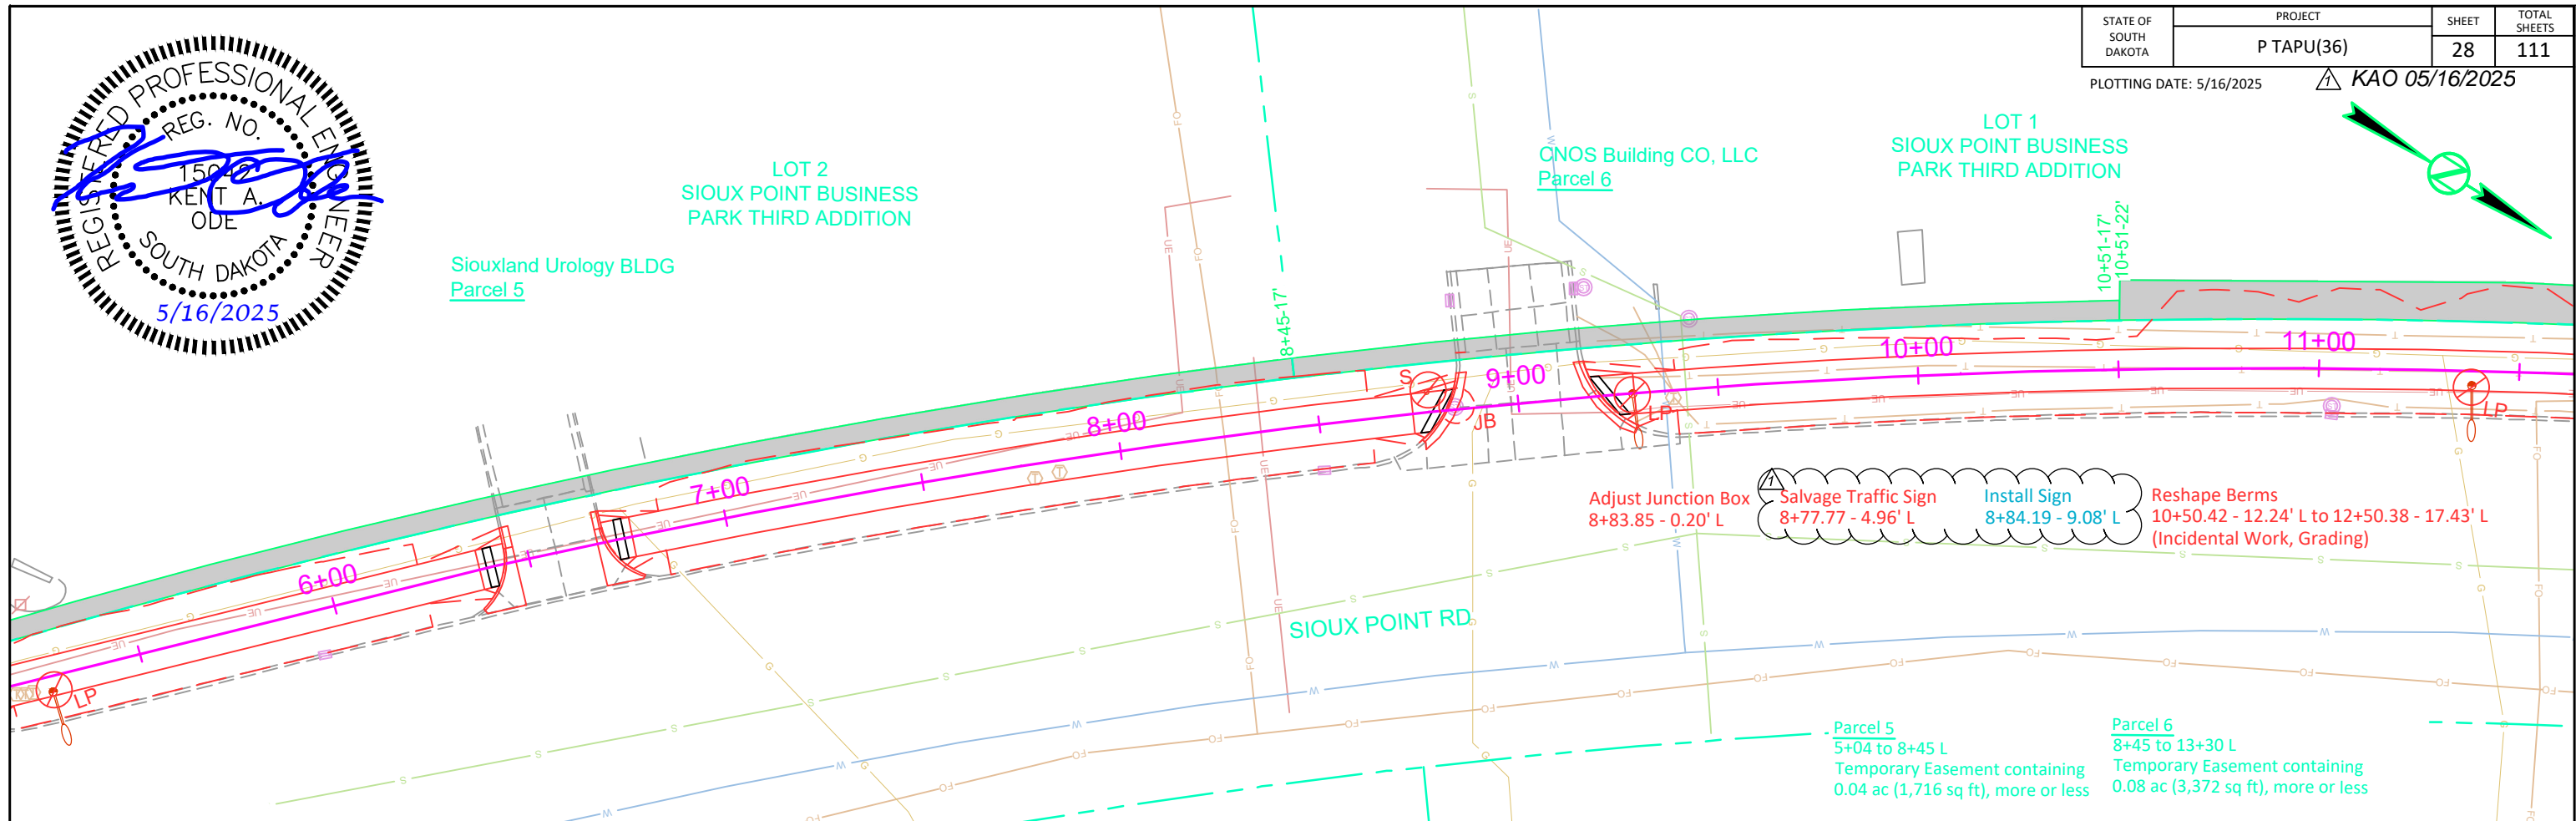 STATE OF
SOUTH
DAKOTA
PROJECT
P TAPU(36)
SHEET
28
TOTAL
SHEETS
111
PLOTTING DATE: 5/16/2025
1
KAO 05/16/2025
REGISTERED PROFESSIONAL ENGINEER
REG. NO.
15042
KENT A.
ODE
SOUTH DAKOTA
5/16/2025
LOT 2
SIOUX POINT BUSINESS
PARK THIRD ADDITION
Siouxland Urology BLDG
Parcel 5
CNOS Building CO, LLC
Parcel 6
LOT 1
SIOUX POINT BUSINESS
PARK THIRD ADDITION
8+45-17'
10+51-17'
10+51-22'
6+00
7+00
8+00
9+00
10+00
11+00
LP
S
JB
LP
LP
Adjust Junction Box
8+83.85 - 0.20' L
1
Salvage Traffic Sign
8+77.77 - 4.96' L
Install Sign
8+84.19 - 9.08' L
Reshape Berms
10+50.42 - 12.24' L to 12+50.38 - 17.43' L
(Incidental Work, Grading)
SIOUX POINT RD
Parcel 5
5+04 to 8+45 L
Temporary Easement containing
0.04 ac (1,716 sq ft), more or less
Parcel 6
8+45 to 13+30 L
Temporary Easement containing
0.08 ac (3,372 sq ft), more or less